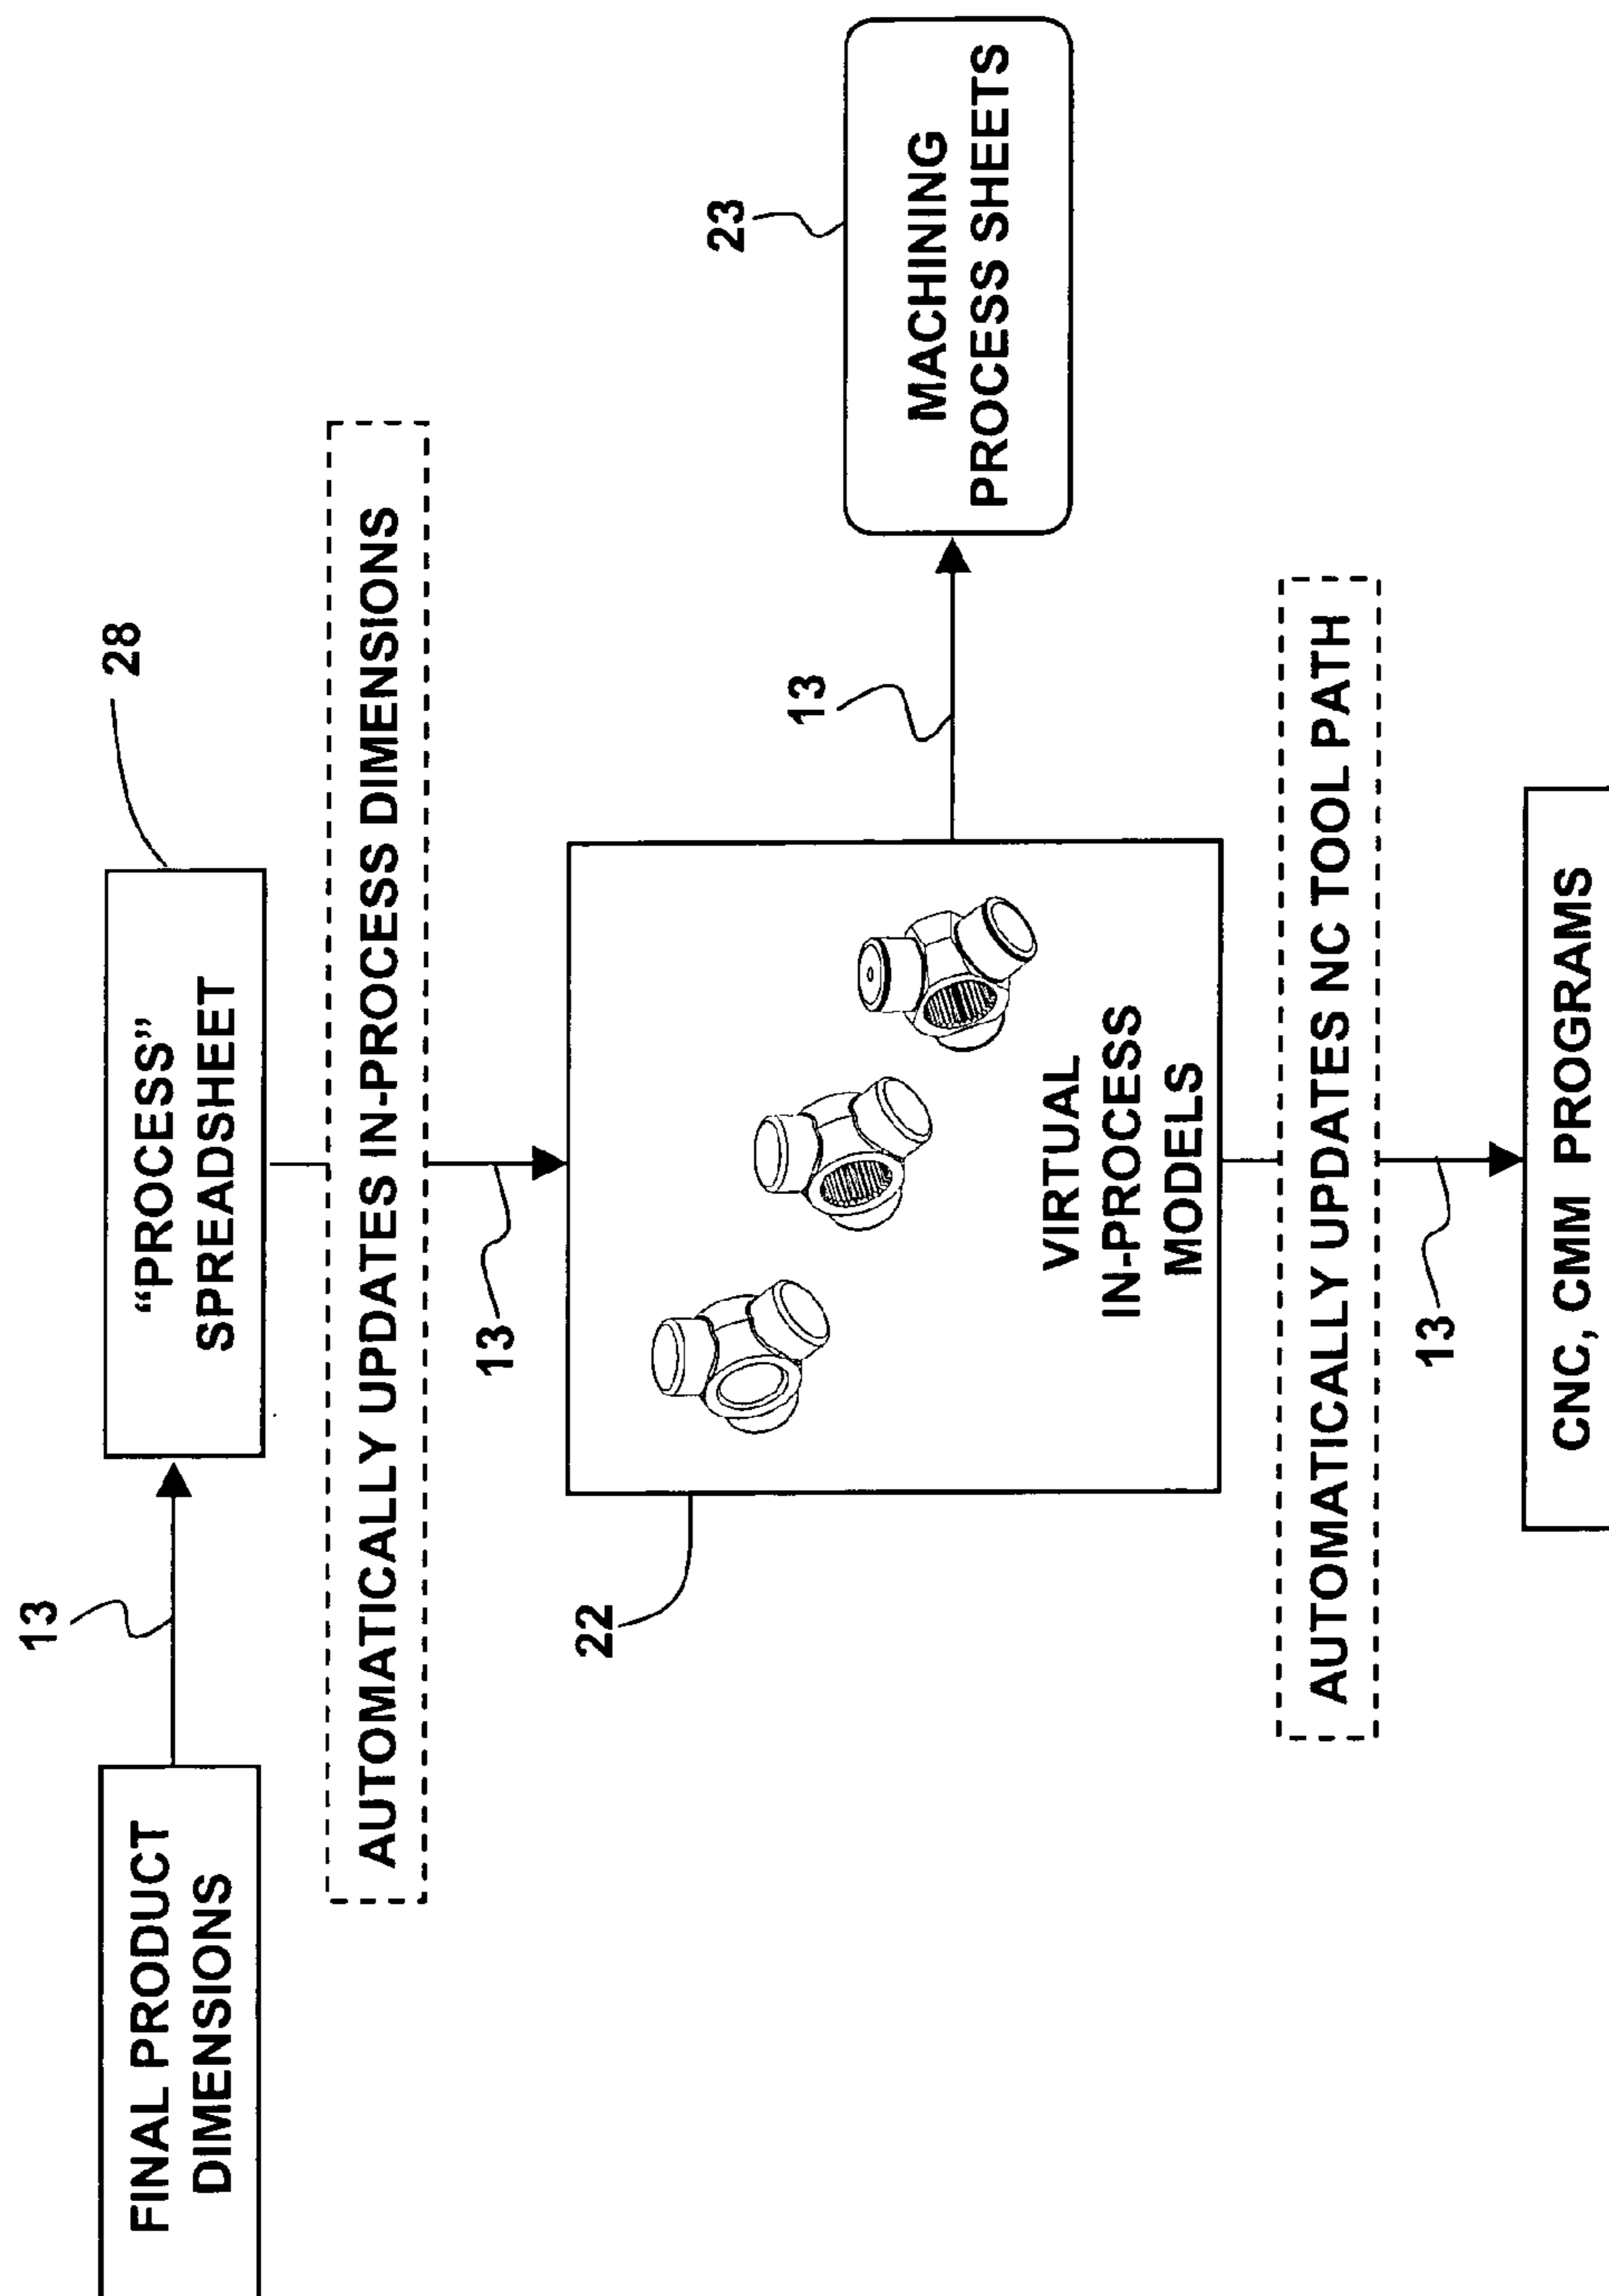 13
28
FINAL PRODUCT
DIMENSIONS
“PROCESS”
SPREADSHEET
AUTOMATICALLY UPDATES IN-PROCESS DIMENSIONS
13
22
VIRTUAL
IN-PROCESS
MODELS
13
23
MACHINING
PROCESS SHEETS
AUTOMATICALLY UPDATES NC TOOL PATH
13
CNC, CMM PROGRAMS